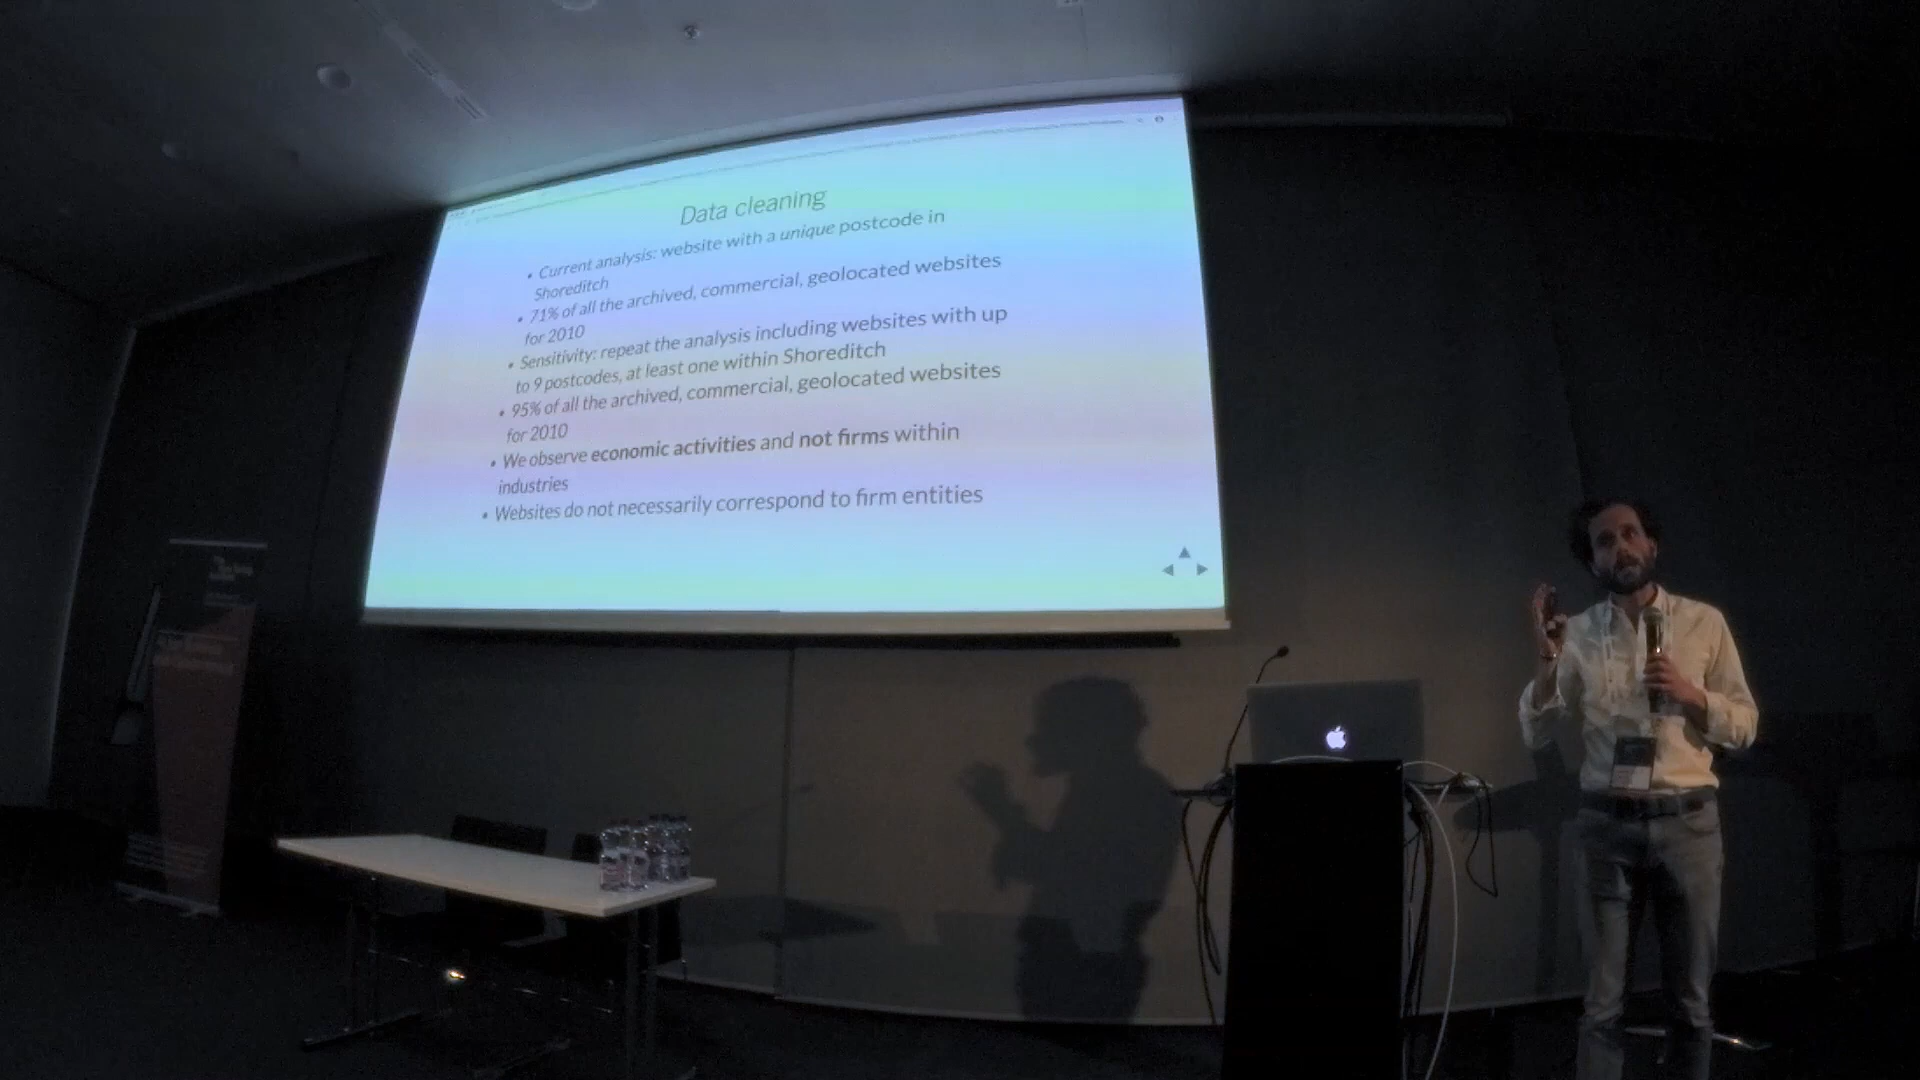 Data cleaning
• Current analysis: website with a unique postcode in
Shoreditch
• 71% of all the archived, commercial, geolocated websites
for 2010
• Sensitivity: repeat the analysis including websites with up
to 9 postcodes, at least one within Shoreditch
• 95% of all the archived, commercial, geolocated websites
for 2010
• We observe economic activities and not firms within
industries
• Websites do not necessarily correspond to firm entities